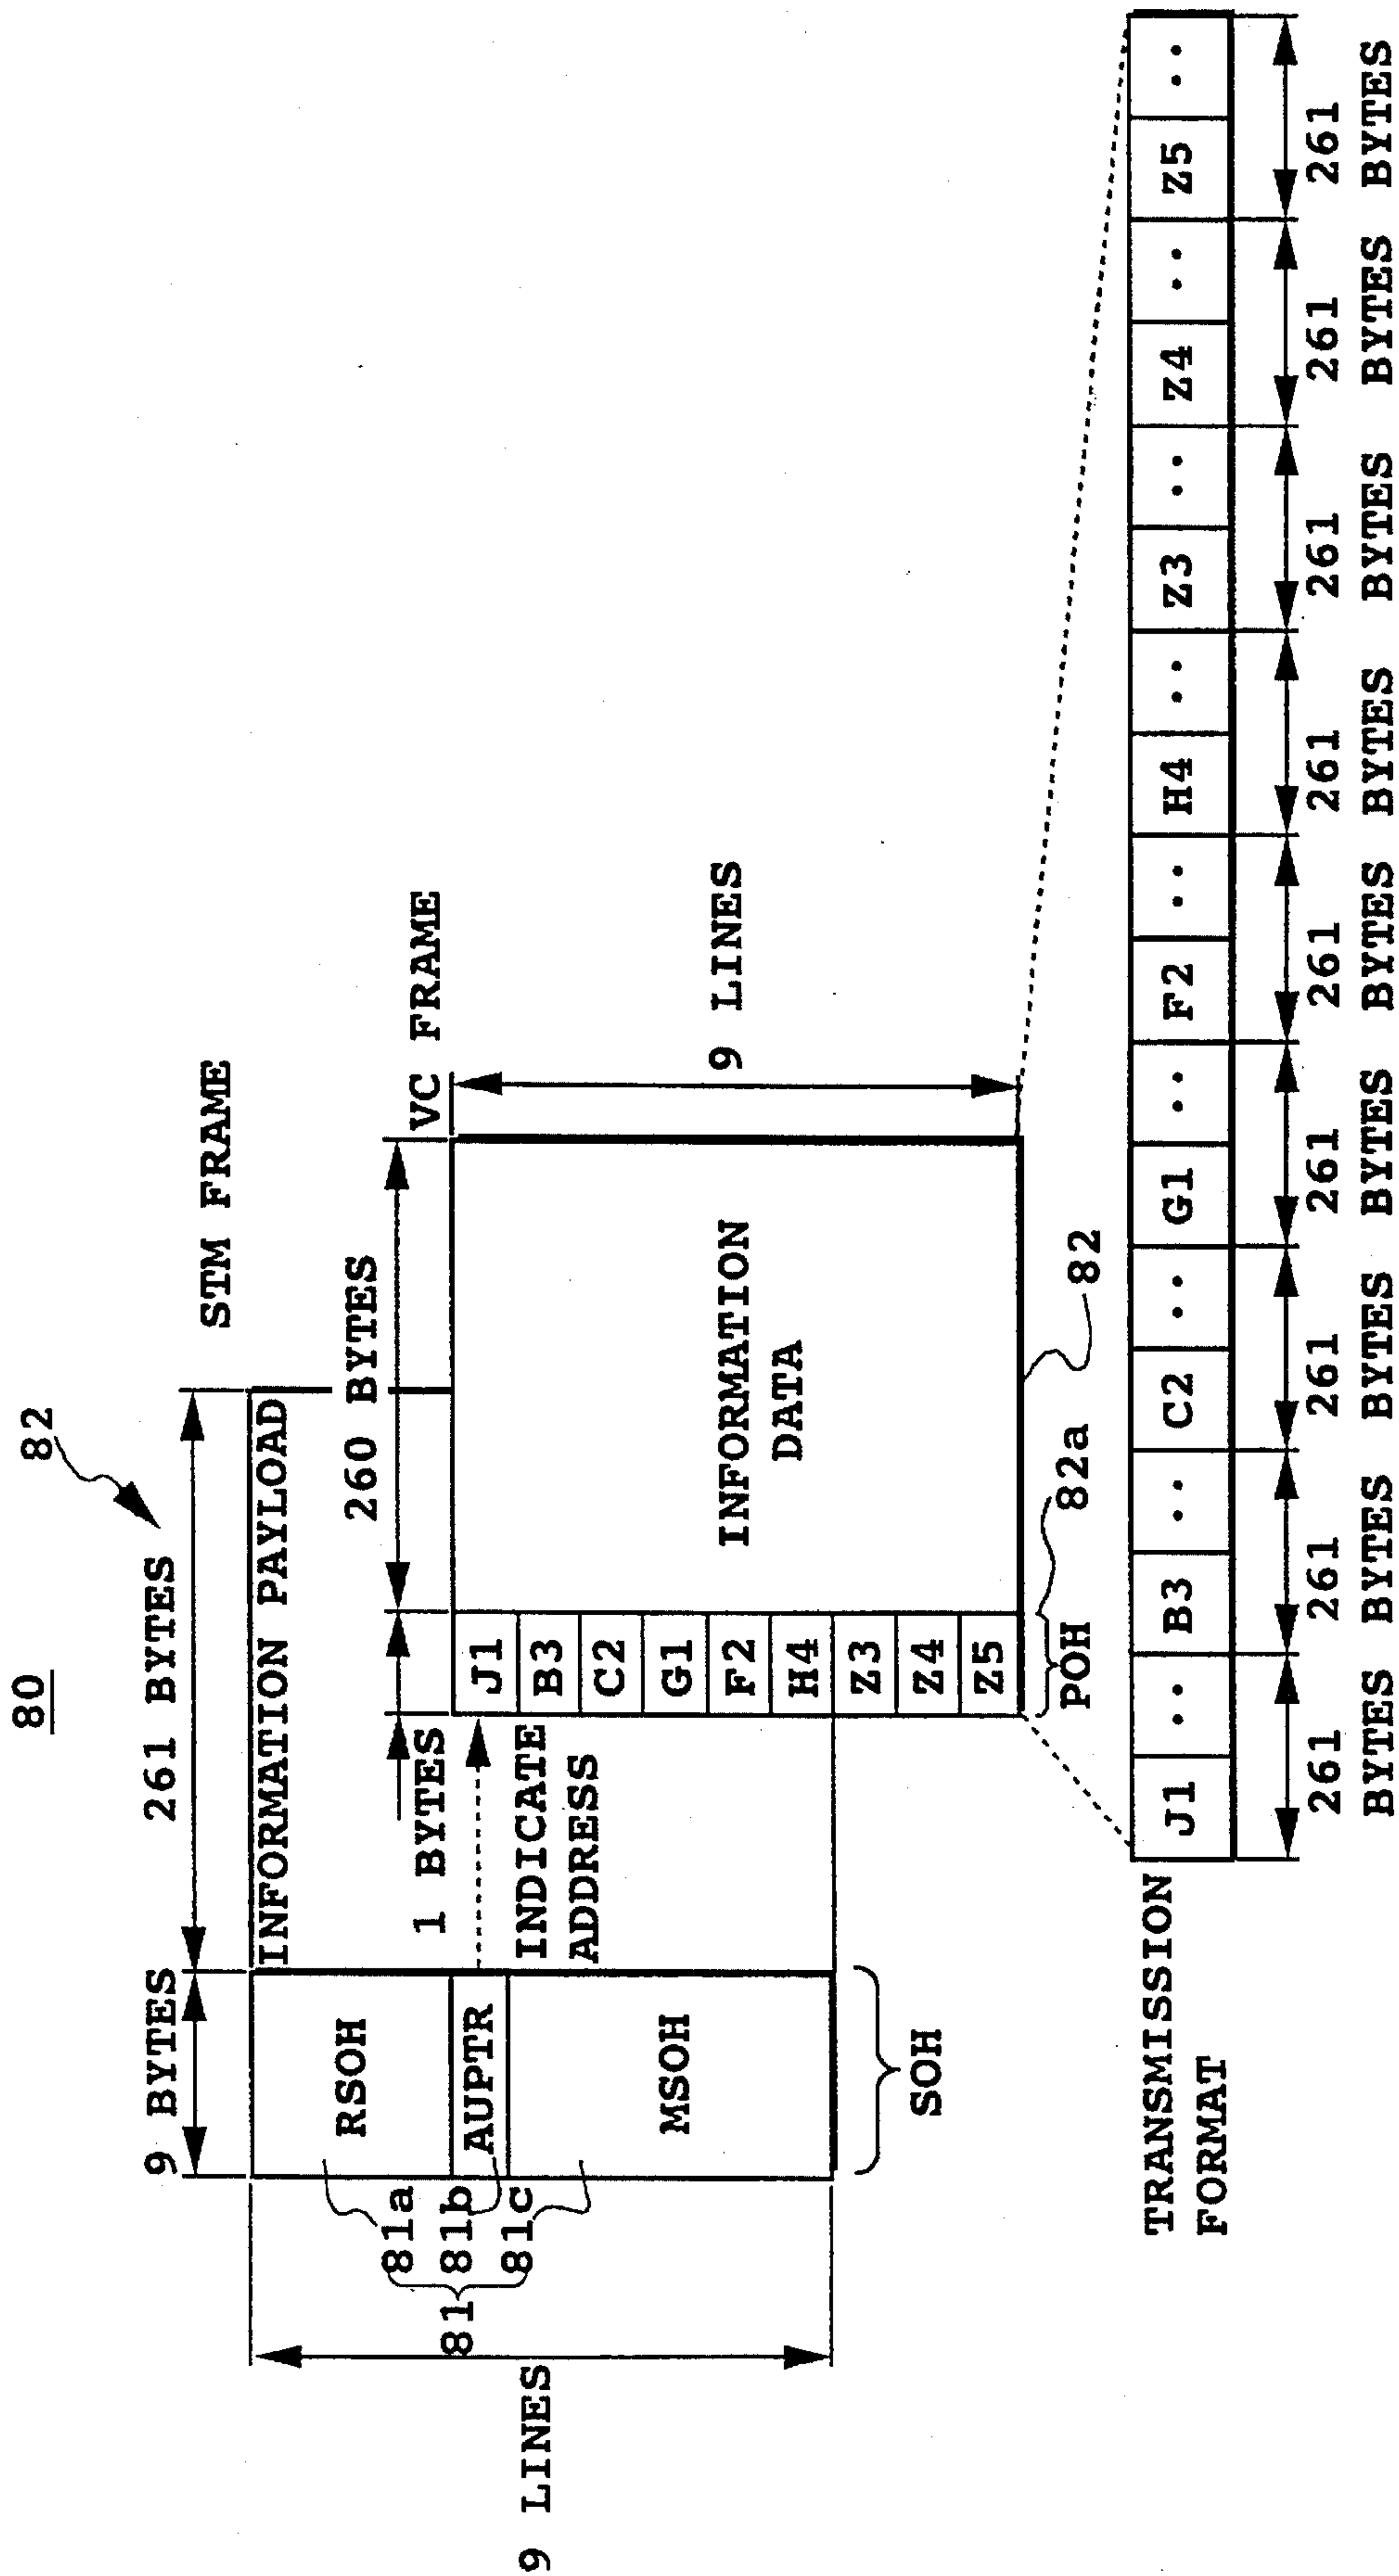 80
82
STM FRAME
9 BYTES
261 BYTES
INFORMATION PAYLOAD
260 BYTES
VC FRAME
1 BYTES
9 LINES
81
81a
81b
81c
RSOH
AUPTR
MSOH
SOH
INDICATE
ADDRESS
J1
B3
C2
G1
F2
H4
Z3
Z4
Z5
INFORMATION
DATA
9 LINES
POH
82a
82
TRANSMISSION
FORMAT
J1 ·· B3 ·· C2 ·· G1 ·· F2 ·· H4 ·· Z3 ·· Z4 ·· Z5 ··
261 261 261 261 261 261 261 261 261
BYTES BYTES BYTES BYTES BYTES BYTES BYTES BYTES BYTES